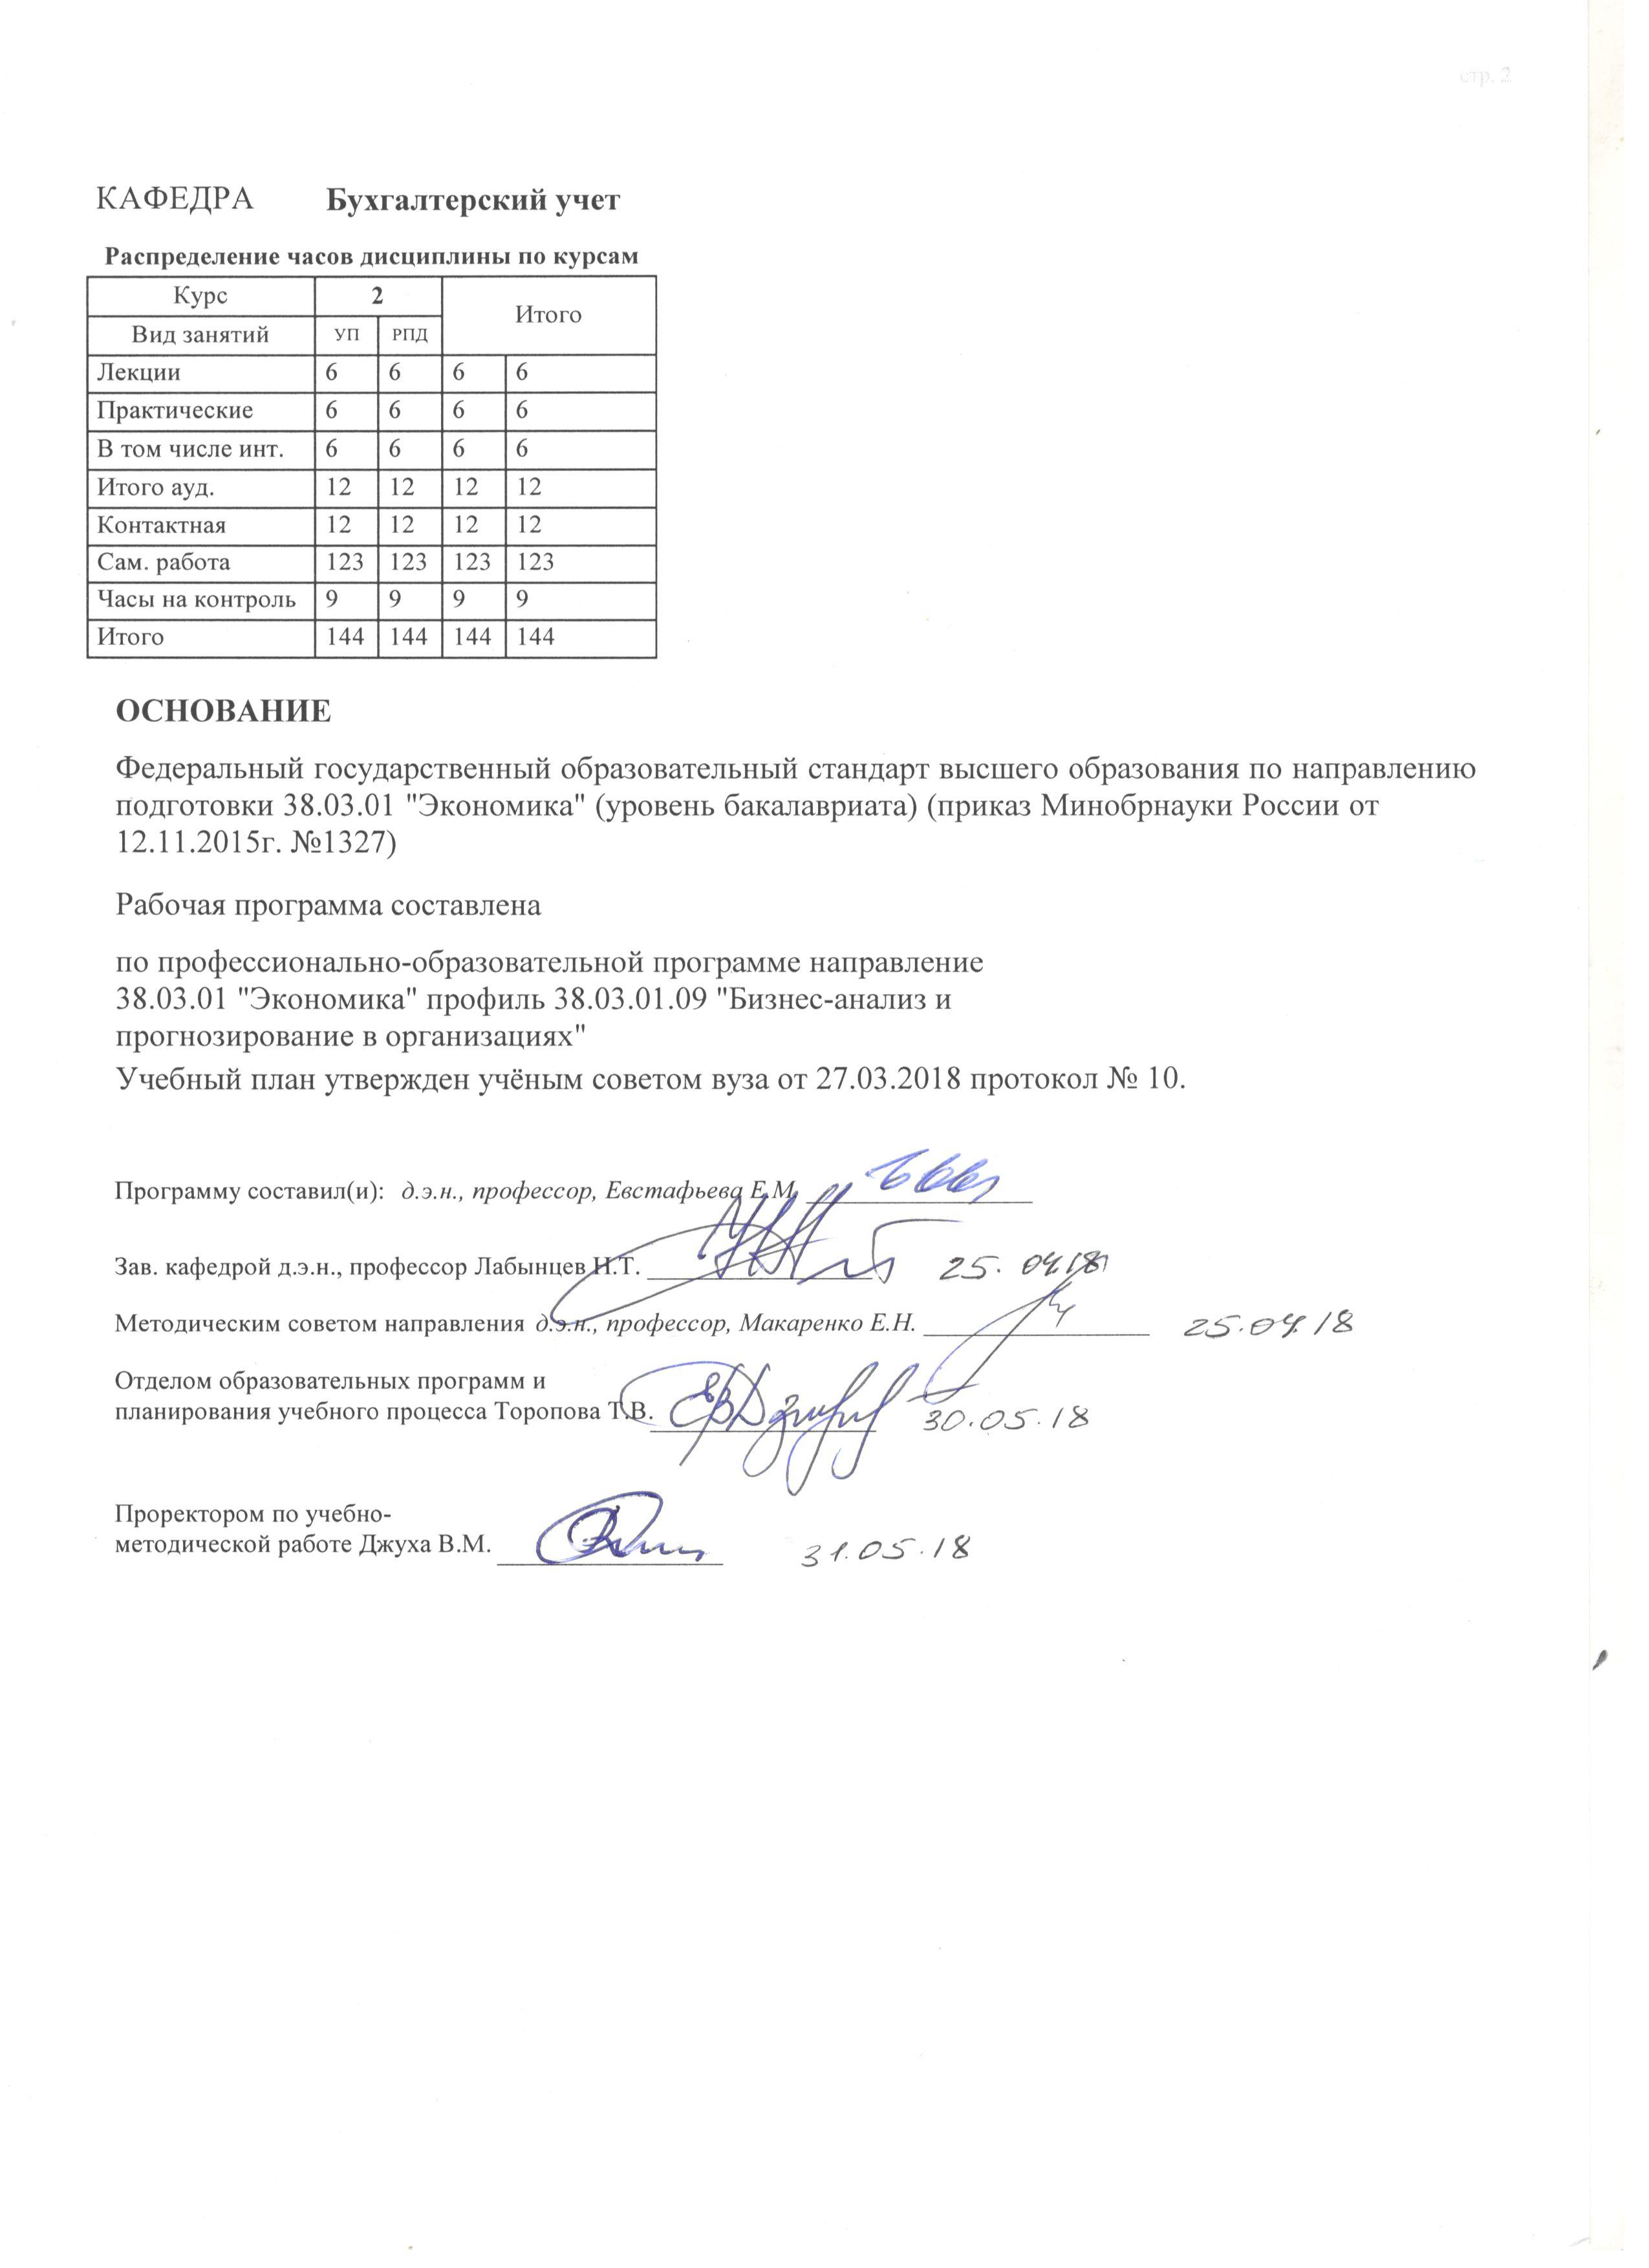 стр. 2
КАФЕДРА Бухгалтерский учет
Распределение часов дисциплины по курсам
Курс 2 Итого
Вид занятий УП РПД
Лекции 6 6 6 6
Практические 6 6 6 6
В том числе инт. 6 6 6 6
Итого ауд. 12 12 12 12
Контактная 12 12 12 12
Сам. работа 123 123 123 123
Часы на контроль 9 9 9 9
Итого 144 144 144 144
ОСНОВАНИЕ
Федеральный государственный образовательный стандарт высшего образования по направлению
подготовки 38.03.01 "Экономика" (уровень бакалавриата) (приказ Минобрнауки России от
12.11.2015г. №1327)
Рабочая программа составлена
по профессионально-образовательной программе направление
38.03.01 "Экономика" профиль 38.03.01.09 "Бизнес-анализ и
прогнозирование в организациях"
Учебный план утвержден учёным советом вуза от 27.03.2018 протокол № 10.
Программу составил(и): д.э.н., профессор, Евстафьева Е.М.
Зав. кафедрой д.э.н., профессор Лабынцев Н.Т. 25.04.18
Методическим советом направления д.э.н., профессор, Макаренко Е.Н. 25.04.18
Отделом образовательных программ и
планирования учебного процесса Торопова Т.В. 30.05.18
Проректором по учебно-
методической работе Джуха В.М. 31.05.18